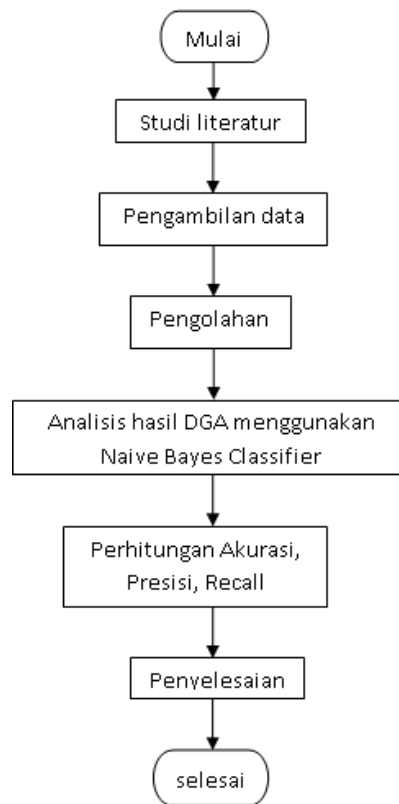 Mulai
Studi literatur
Pengambilan data
Pengolahan
Analisis hasil DGA menggunakan
Naive Bayes Classifier
Perhitungan Akurasi,
Presisi, Recall
Penyelesaian
selesai